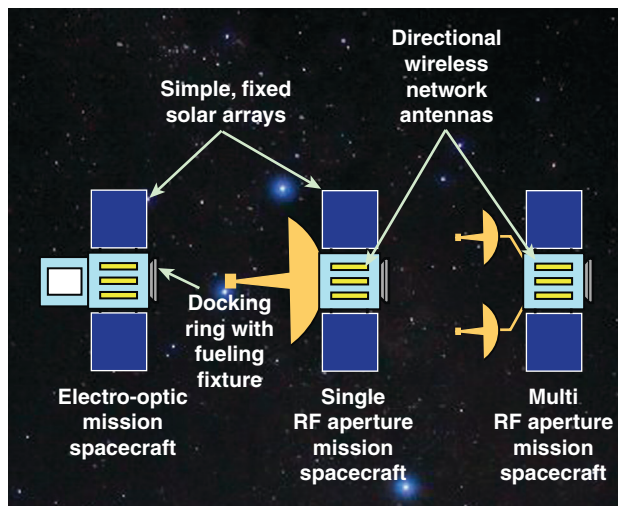 Simple, fixed
solar arrays
Directional
wireless
network
antennas
Docking
ring with
fueling
fixture
Electro-optic
mission
spacecraft
Single
RF aperture
mission
spacecraft
Multi
RF aperture
mission
spacecraft